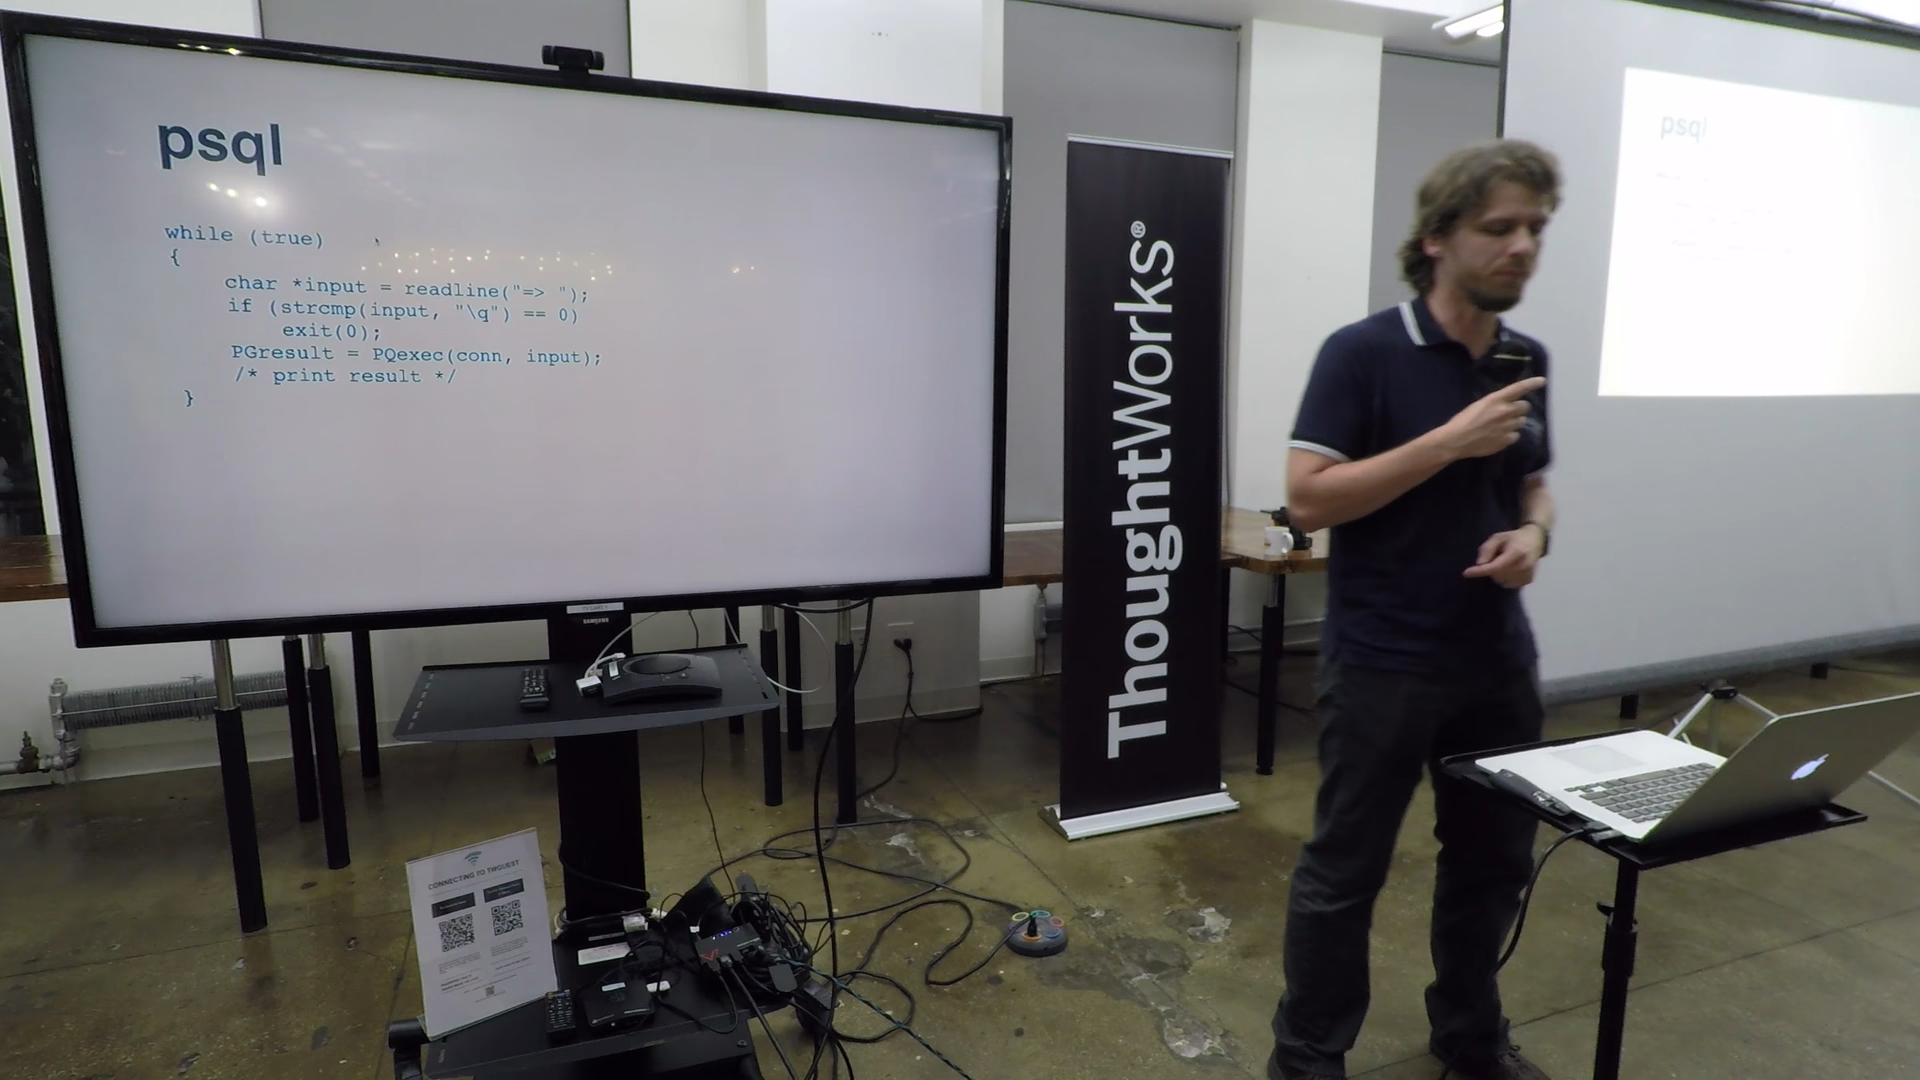 psql
while (true)
{
char *input = readline("=> ");
if (strcmp(input, "\q") == 0)
exit(0);
PGresult = PQexec(conn, input);
/* print result */
}
SAMSUNG
ThoughtWorks®
psql
CONNECTING TO TWGUEST